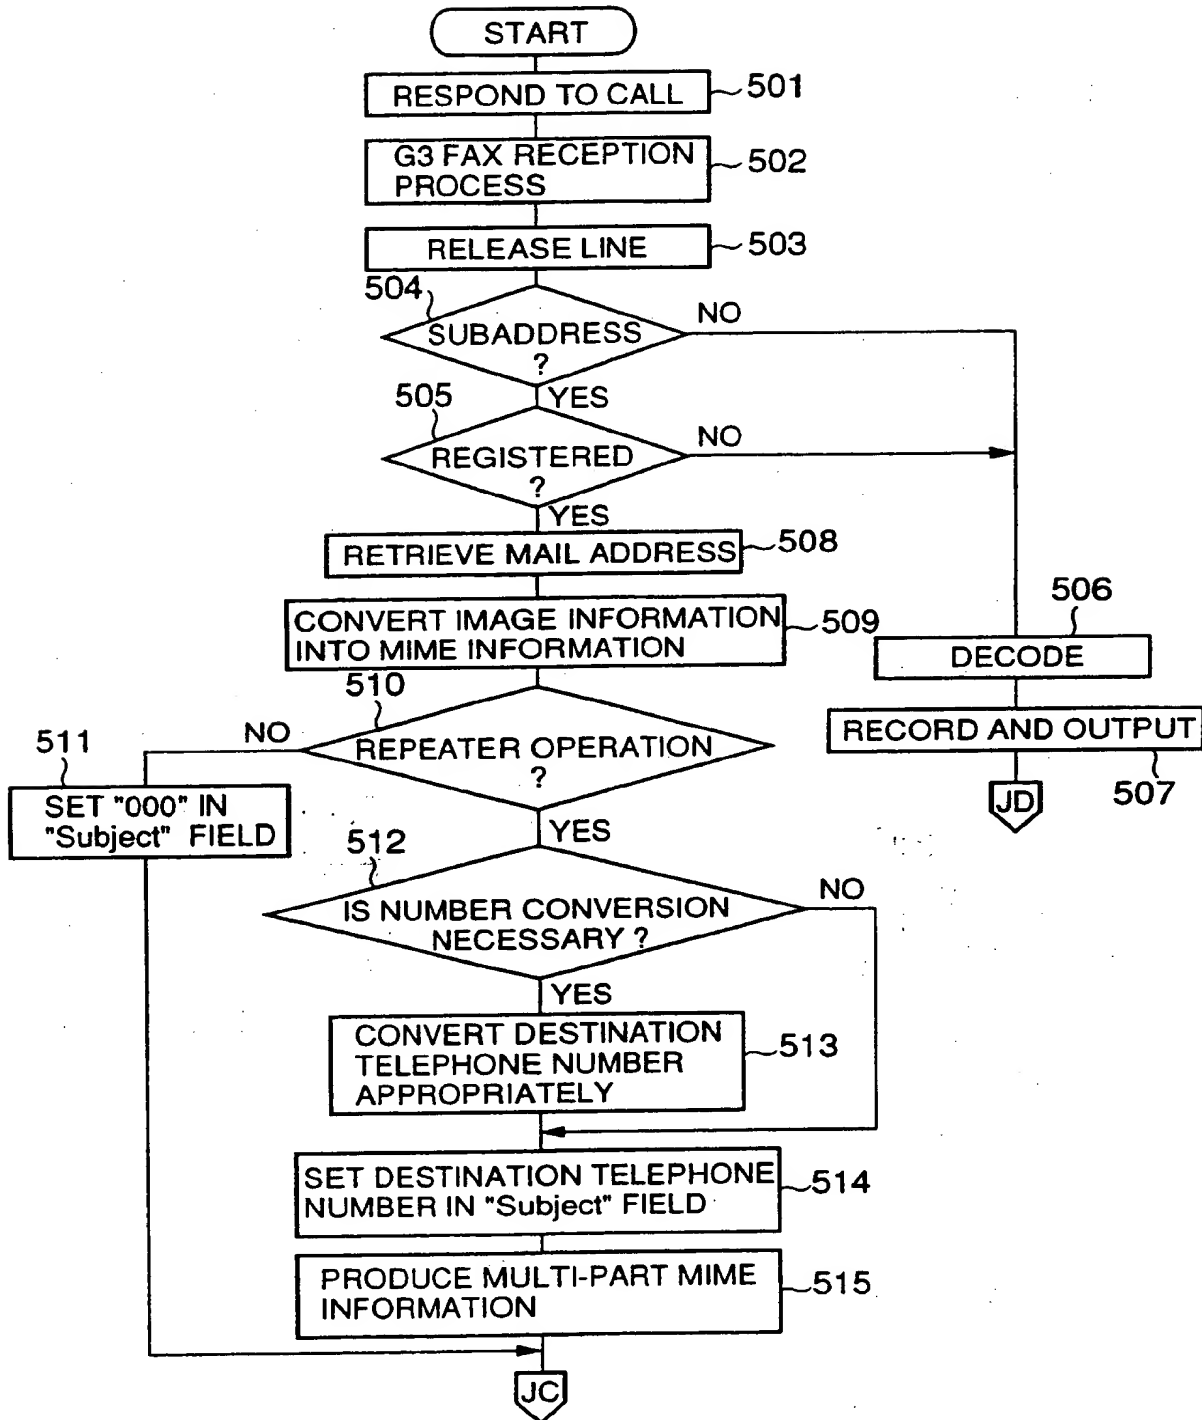 START
RESPOND TO CALL
501
G3 FAX RECEPTION
PROCESS
502
RELEASE LINE
503
504
SUBADDRESS
?
NO
YES
505
REGISTERED
?
NO
YES
RETRIEVE MAIL ADDRESS
508
CONVERT IMAGE INFORMATION
INTO MIME INFORMATION
509
506
DECODE
RECORD AND OUTPUT
507
JD
510
REPEATER OPERATION
?
NO
YES
511
SET "000" IN
"Subject" FIELD
512
IS NUMBER CONVERSION
NECESSARY ?
NO
YES
CONVERT DESTINATION
TELEPHONE NUMBER
APPROPRIATELY
513
SET DESTINATION TELEPHONE
NUMBER IN "Subject" FIELD
514
PRODUCE MULTI-PART MIME
INFORMATION
515
JC